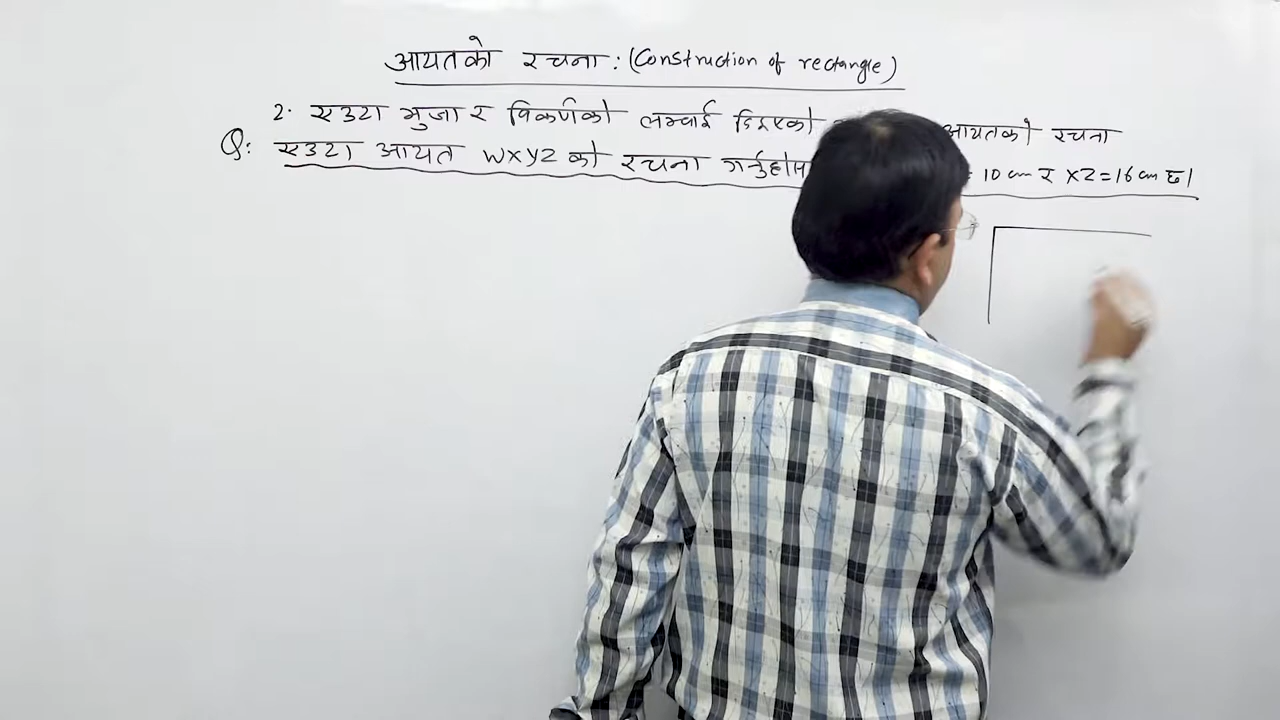 आयतको रचना : (Construction of rectangle)
2. एउटा भुजा र विकर्णको लम्बाई दिइएको आयतको रचना
Q: एउटा आयत WXYZ को रचना गर्नुहोस = 10 cm र XZ = 16 cm छ।